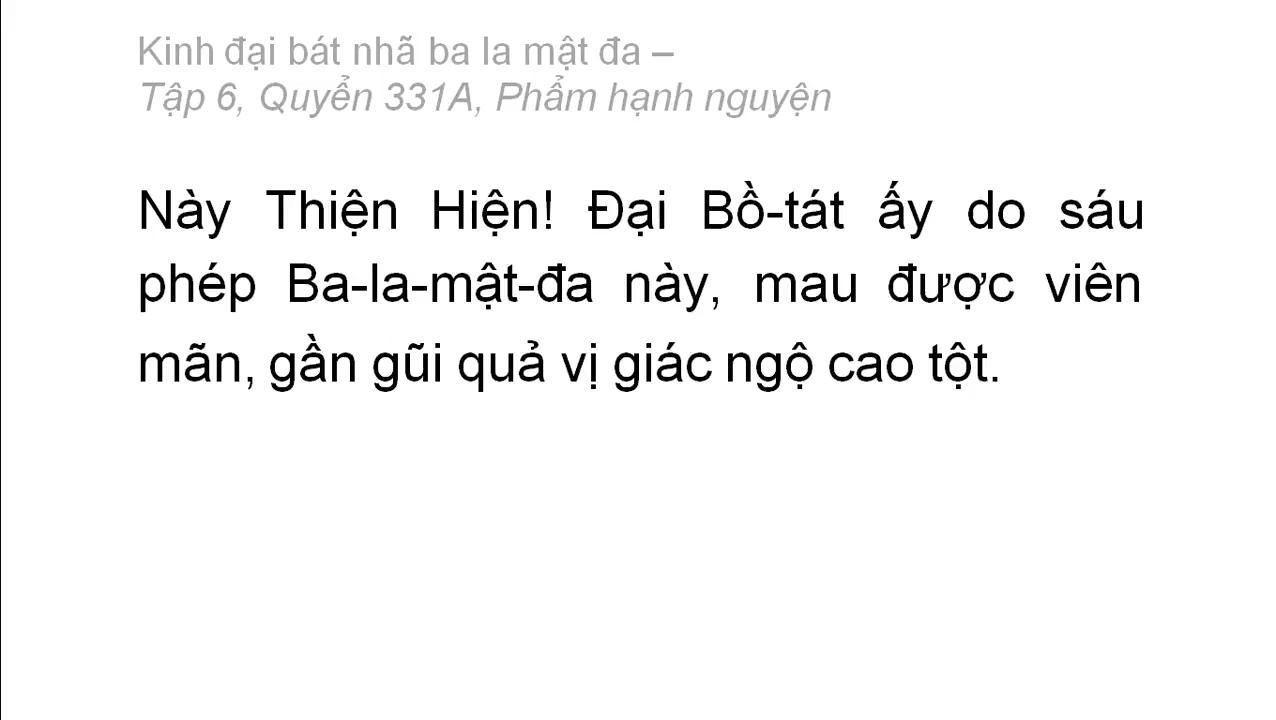 Kinh đại bát nhã ba la mật đa –
Tập 6, Quyển 331A, Phẩm hạnh nguyện
Này Thiện Hiện! Đại Bồ-tát ấy do sáu
phép Ba-la-mật-đa này, mau được viên
mãn, gần gũi quả vị giác ngộ cao tột.